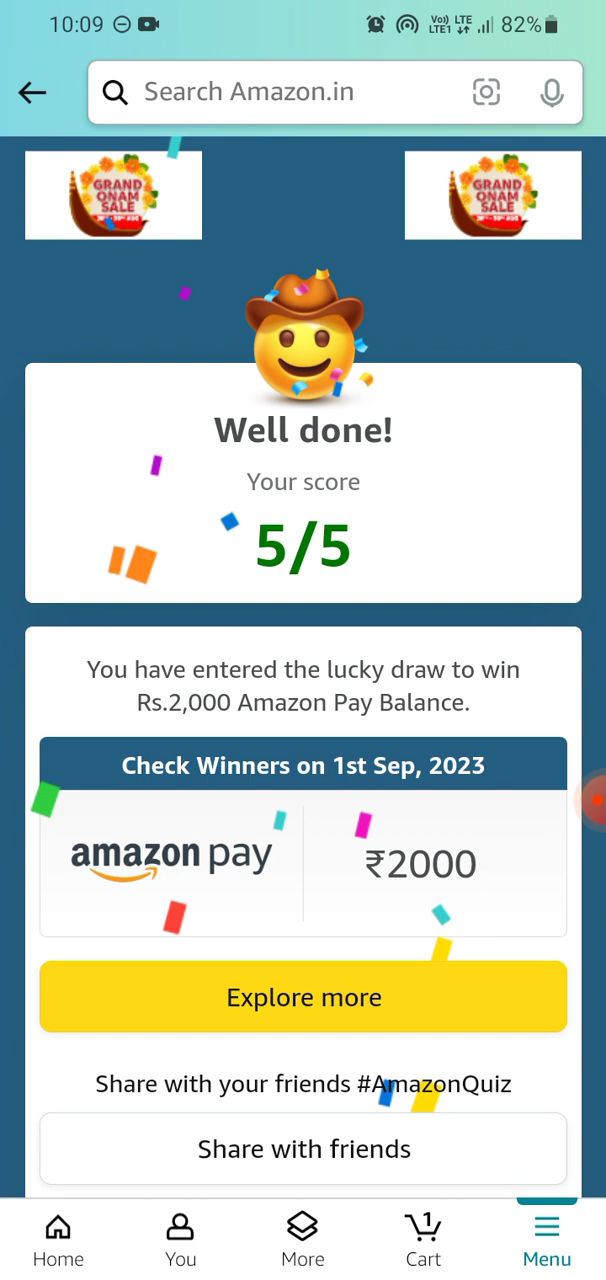 10:09
Vo)) LTE
LTE1
82%
Search Amazon.in
GRAND
ONAM
SALE
GRAND
ONAM
SALE
Well done!
Your score
5/5
You have entered the lucky draw to win
Rs.2,000 Amazon Pay Balance.
Check Winners on 1st Sep, 2023
amazon pay
₹2000
Explore more
Share with your friends #AmazonQuiz
Share with friends
1
Home You More Cart Menu